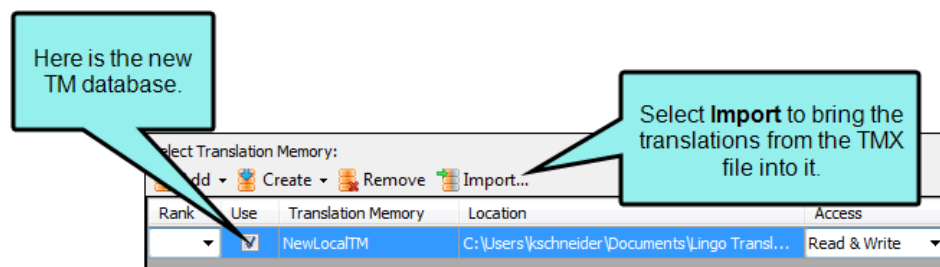 Here is the new
TM database.
Select Import to bring the
translations from the TMX
file into it.
Select Translation Memory:
Add Create Remove Import...
Rank Use Translation Memory Location Access
NewLocalTM C:\Users\kschneider\Documents\Lingo Transl... Read & Write